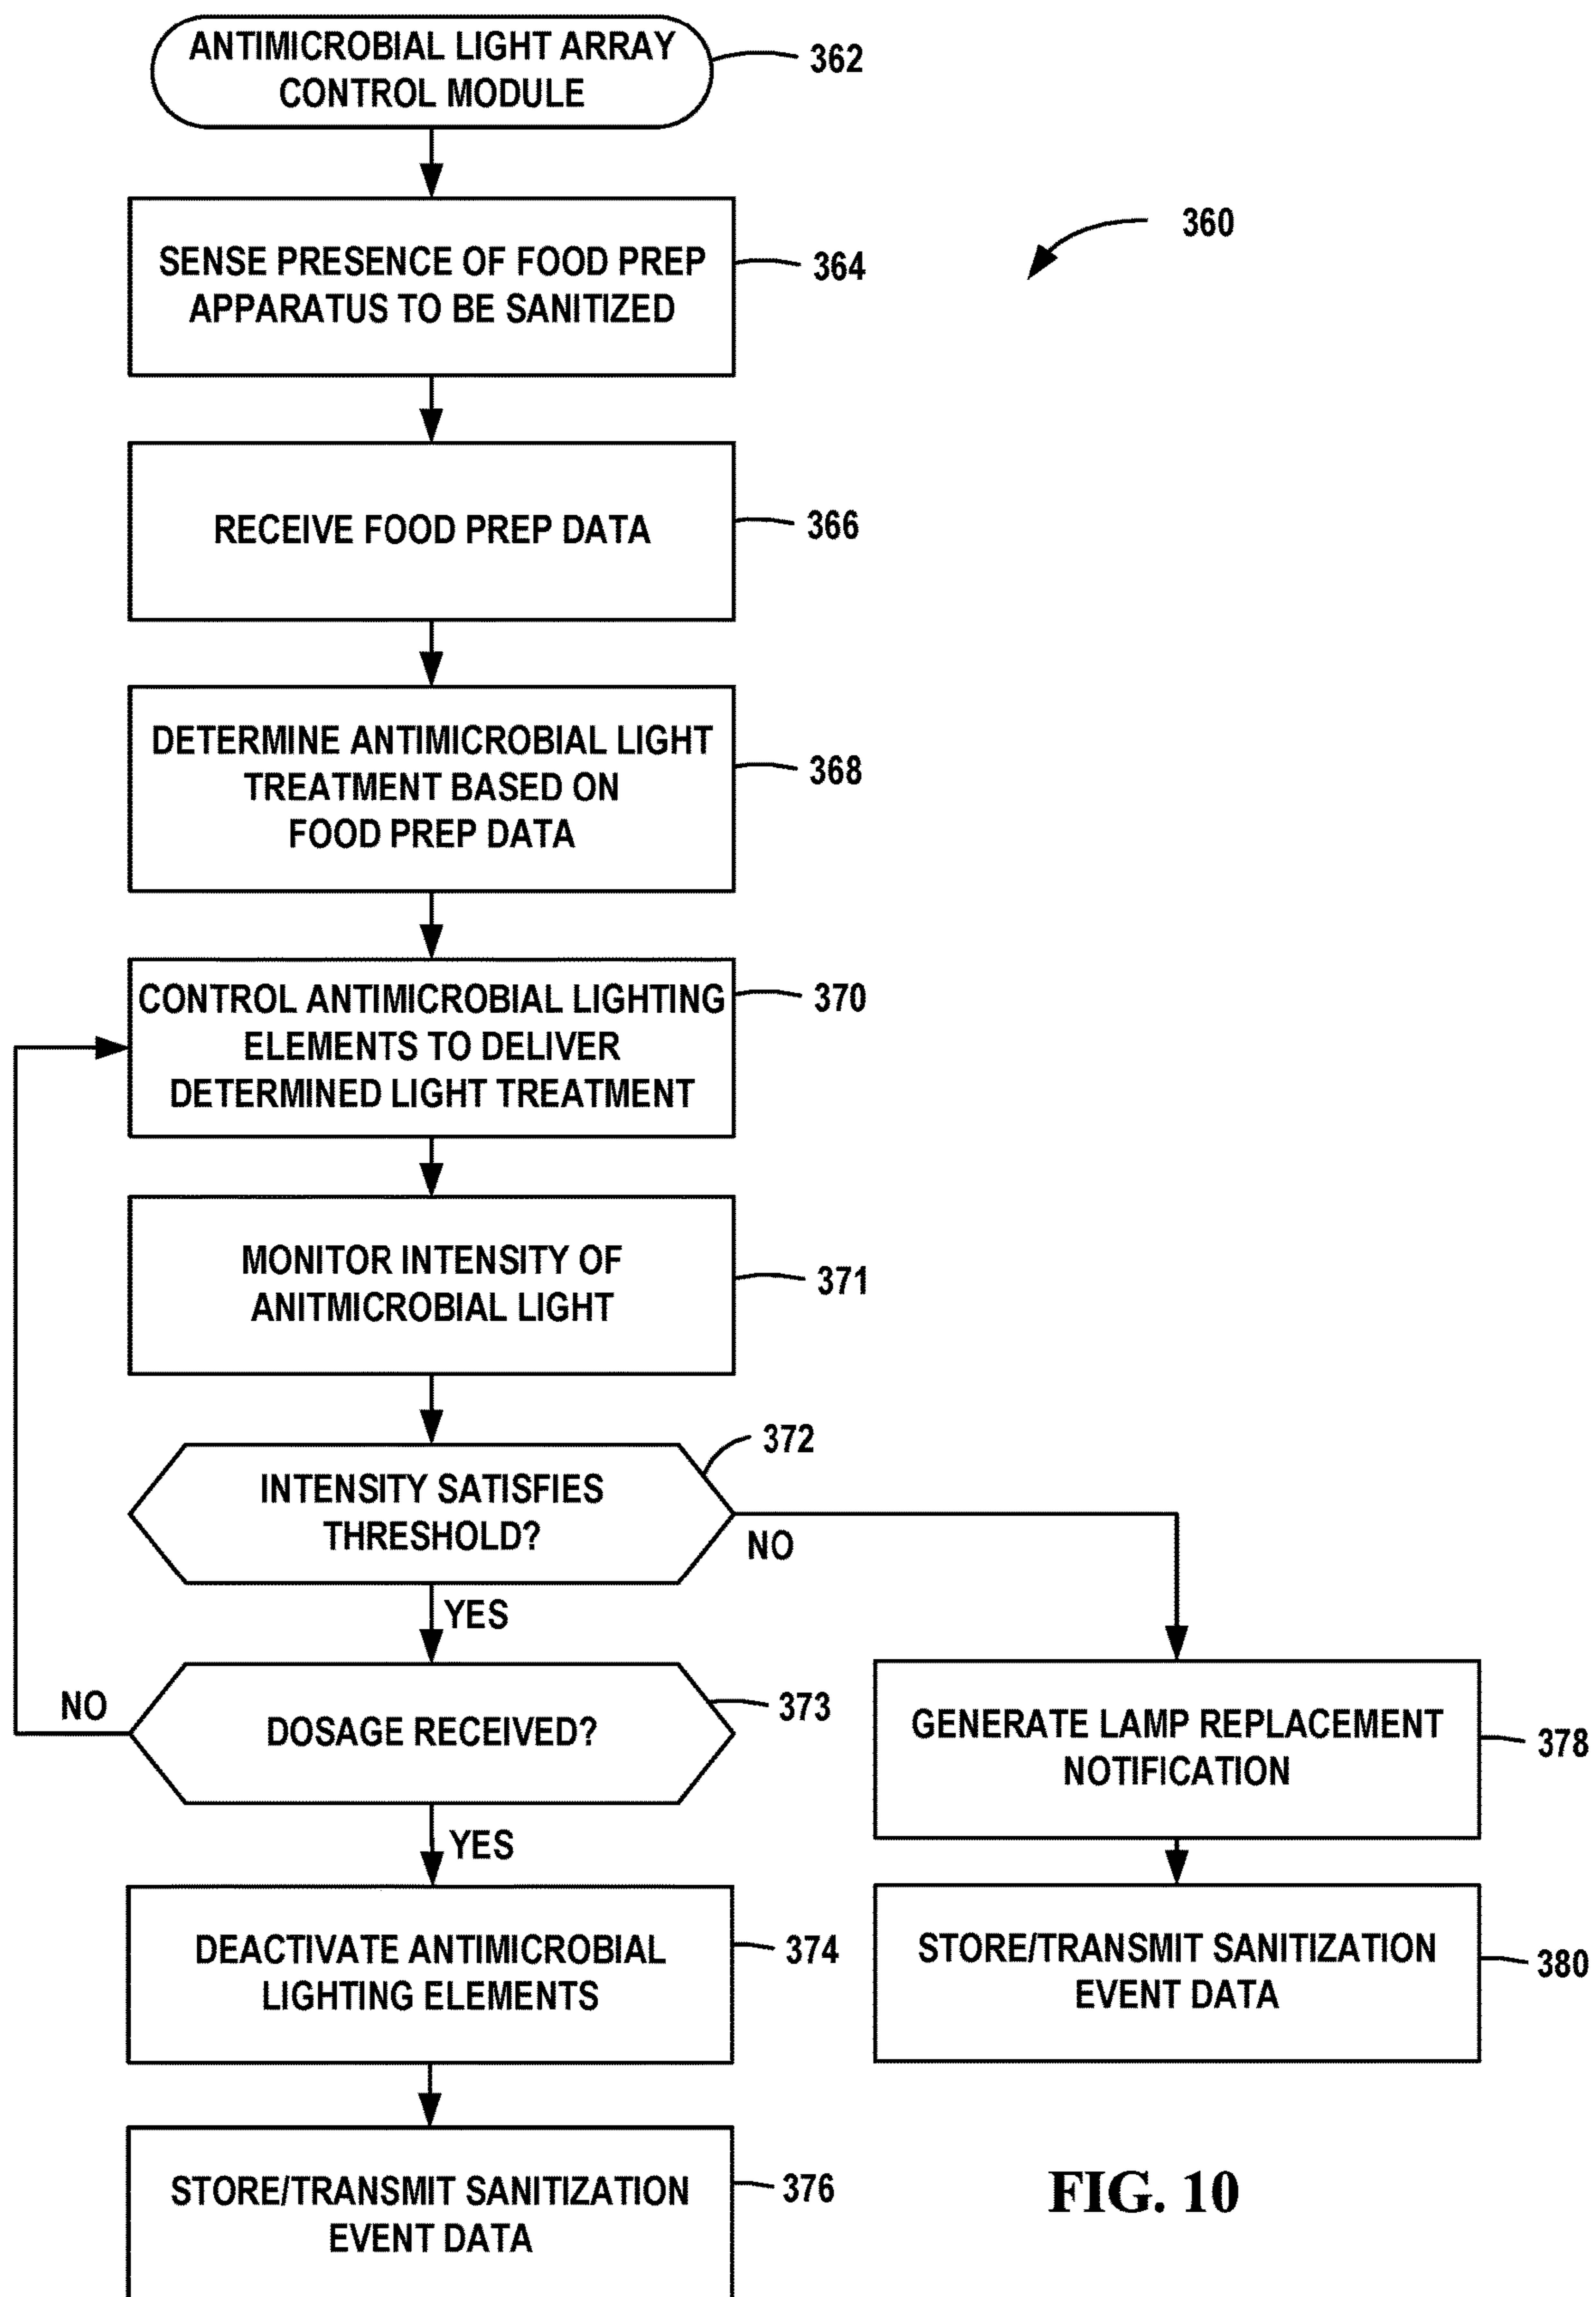 ANTIMICROBIAL LIGHT ARRAY
CONTROL MODULE
362
360
SENSE PRESENCE OF FOOD PREP
APPARATUS TO BE SANITIZED
364
RECEIVE FOOD PREP DATA
366
DETERMINE ANTIMICROBIAL LIGHT
TREATMENT BASED ON
FOOD PREP DATA
368
CONTROL ANTIMICROBIAL LIGHTING
ELEMENTS TO DELIVER
DETERMINED LIGHT TREATMENT
370
MONITOR INTENSITY OF
ANITMICROBIAL LIGHT
371
INTENSITY SATISFIES
THRESHOLD?
372
NO
YES
DOSAGE RECEIVED?
373
NO
YES
GENERATE LAMP REPLACEMENT
NOTIFICATION
378
DEACTIVATE ANTIMICROBIAL
LIGHTING ELEMENTS
374
STORE/TRANSMIT SANITIZATION
EVENT DATA
380
STORE/TRANSMIT SANITIZATION
EVENT DATA
376
FIG. 10